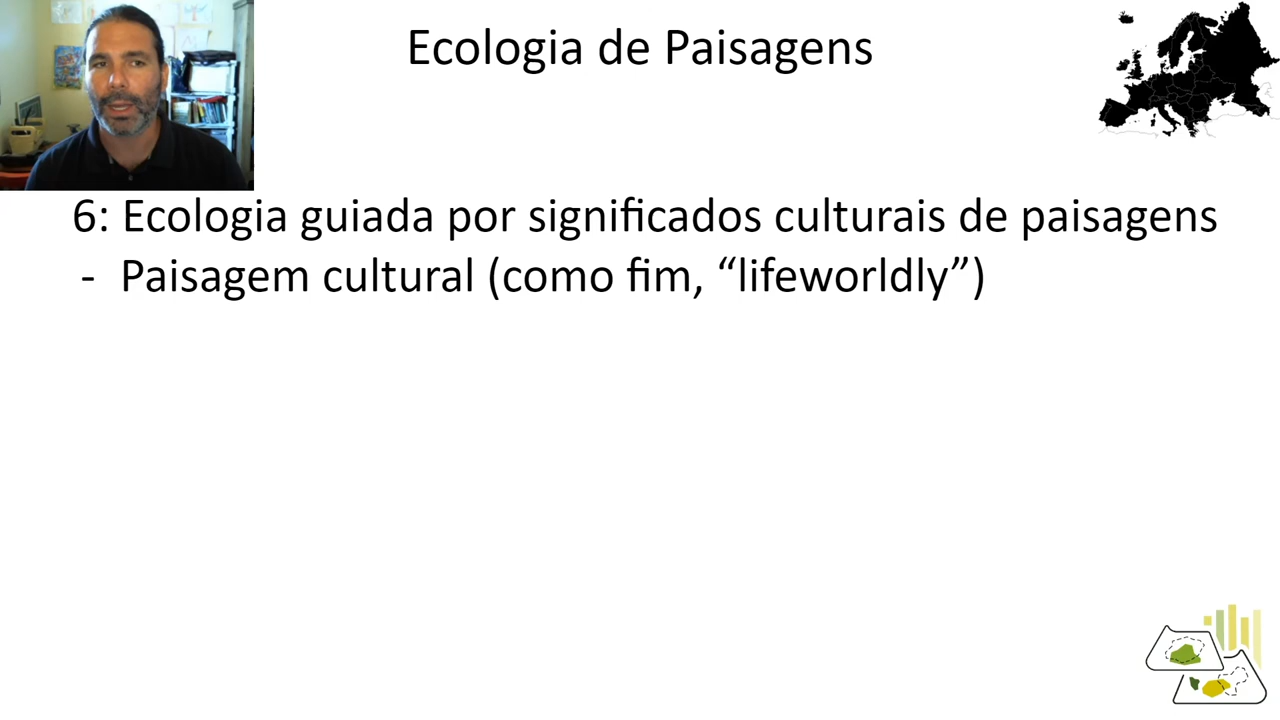 Ecologia de Paisagens
6: Ecologia guiada por significados culturais de paisagens
- Paisagem cultural (como fim, “lifeworldly”)